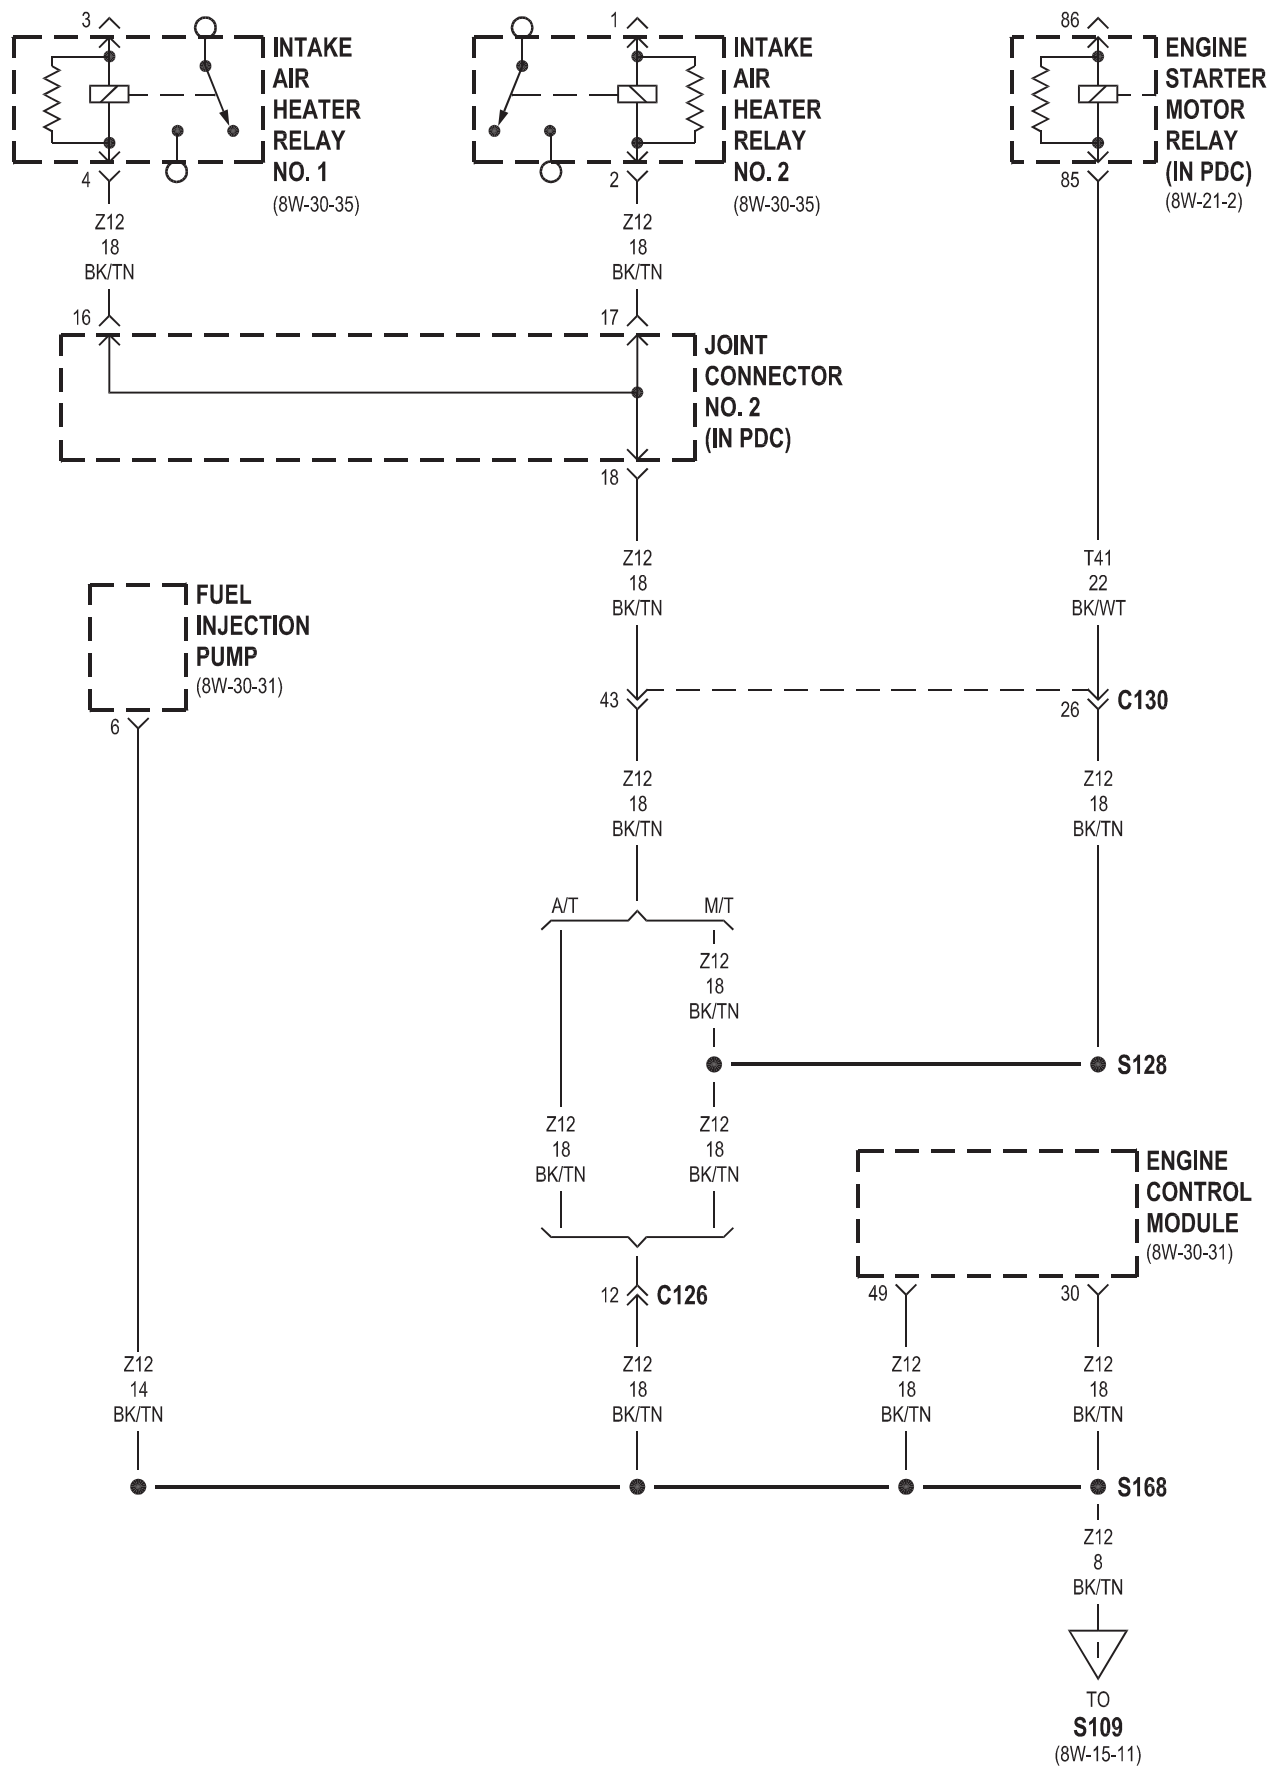 3
INTAKE
AIR
HEATER
RELAY
NO. 1
(8W-30-35)
4
1
INTAKE
AIR
HEATER
RELAY
NO. 2
(8W-30-35)
2
86
ENGINE
STARTER
MOTOR
RELAY
(IN PDC)
(8W-21-2)
85
Z12
18
BK/TN
Z12
18
BK/TN
16
17
JOINT
CONNECTOR
NO. 2
(IN PDC)
18
Z12
18
BK/TN
T41
22
BK/WT
FUEL
INJECTION
PUMP
(8W-30-31)
6
43
26
C130
Z12
18
BK/TN
Z12
18
BK/TN
A/T
M/T
Z12
18
BK/TN
S128
Z12
18
BK/TN
Z12
18
BK/TN
ENGINE
CONTROL
MODULE
(8W-30-31)
12
C126
49
30
Z12
14
BK/TN
Z12
18
BK/TN
Z12
18
BK/TN
Z12
18
BK/TN
S168
Z12
8
BK/TN
I
TO
S109
(8W-15-11)